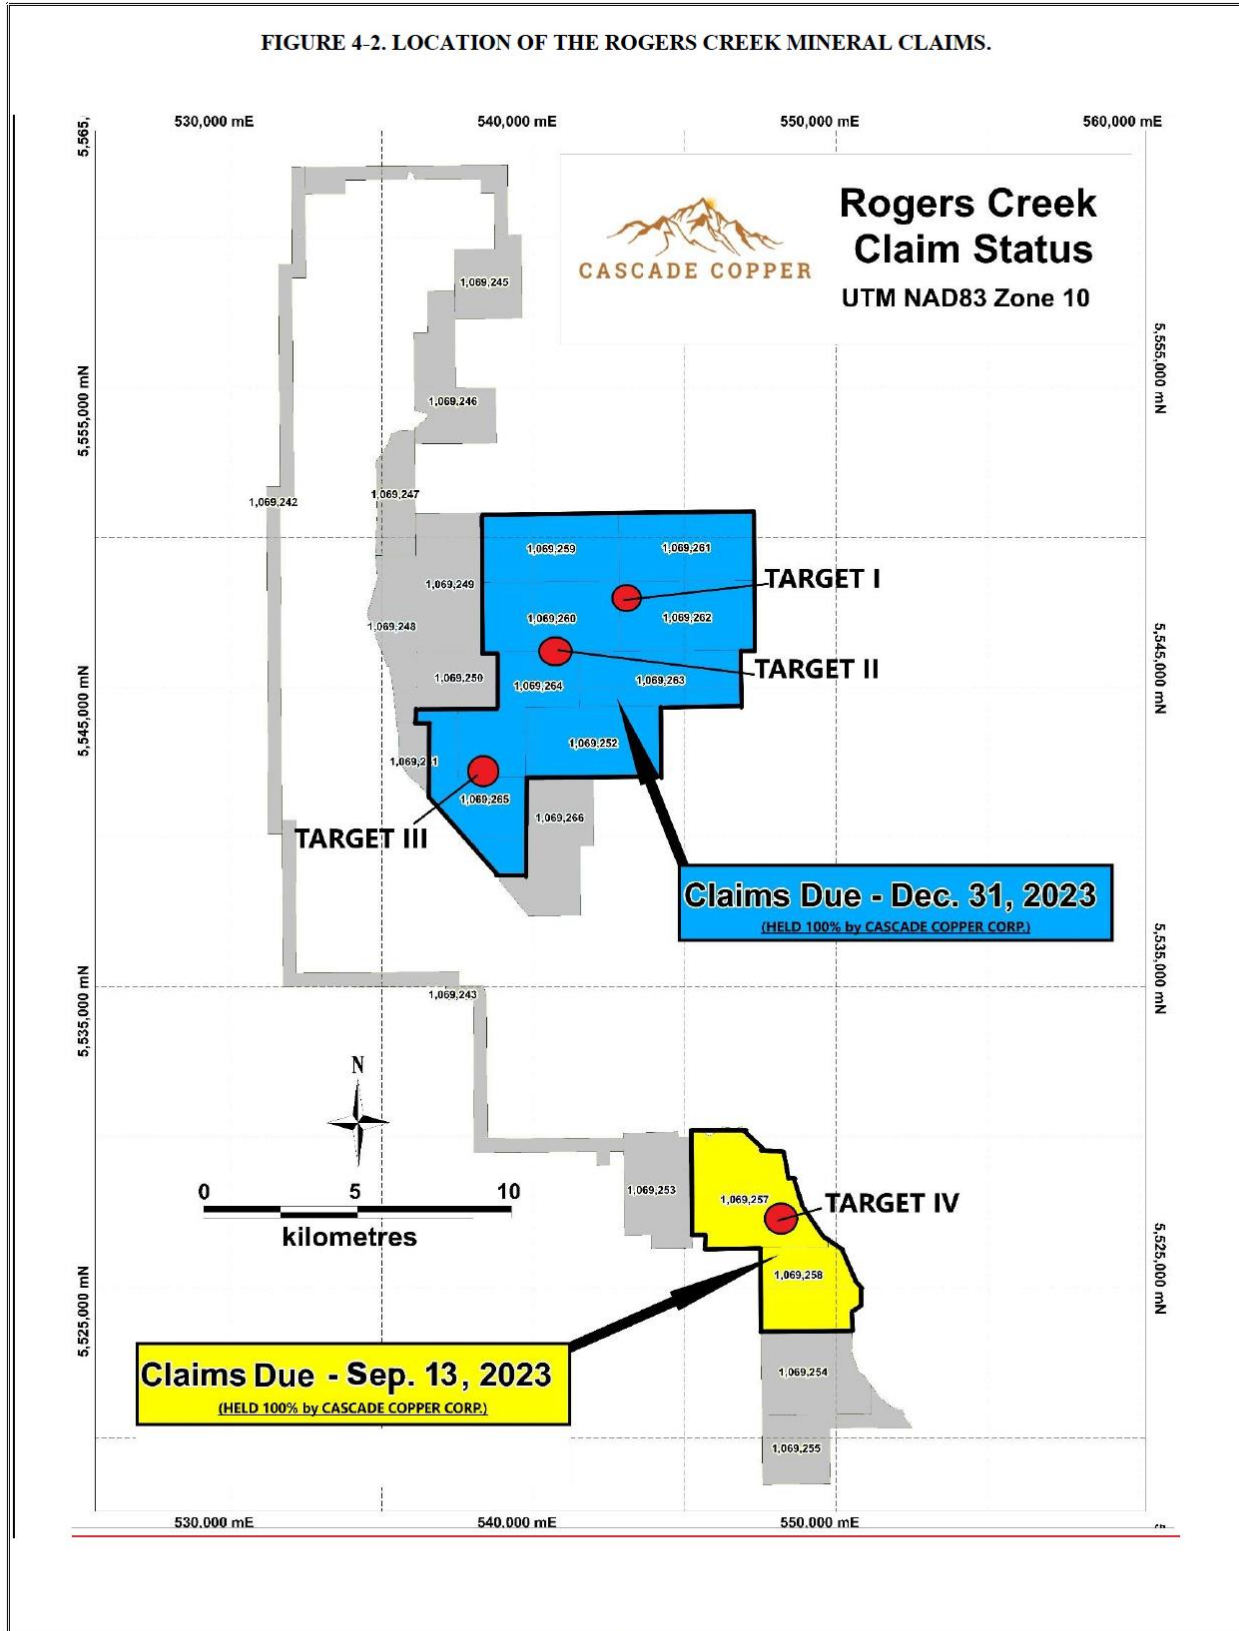 FIGURE 4-2. LOCATION OF THE ROGERS CREEK MINERAL CLAIMS.
530,000 mE
540,000 mE
550,000 mE
560,000 mE
5,565,
Rogers Creek
Claim Status
UTM NAD83 Zone 10
CASCADE COPPER
1,069,245
5,555,000 mN
5,555,000 mN
1,069,246
1,069,247
1,069,242
1,069,259
1,069,261
1,069,249
TARGET I
1,069,260
1,069,262
1,069,248
TARGET II
1,069,250
1,069,264
1,069,263
5,545,000 mN
5,545,000 mN
1,069,252
1,069,265
1,069,266
TARGET III
Claims Due - Dec. 31, 2023
(HELD 100% by CASCADE COPPER CORP.)
5,535,000 mN
5,535,000 mN
1,069,243
N
0 5 10
kilometres
1,069,253
1,069,257
TARGET IV
1,069,258
5,525,000 mN
5,525,000 mN
Claims Due - Sep. 13, 2023
(HELD 100% by CASCADE COPPER CORP.)
1,069,254
1,069,255
530,000 mE
540,000 mE
550,000 mE